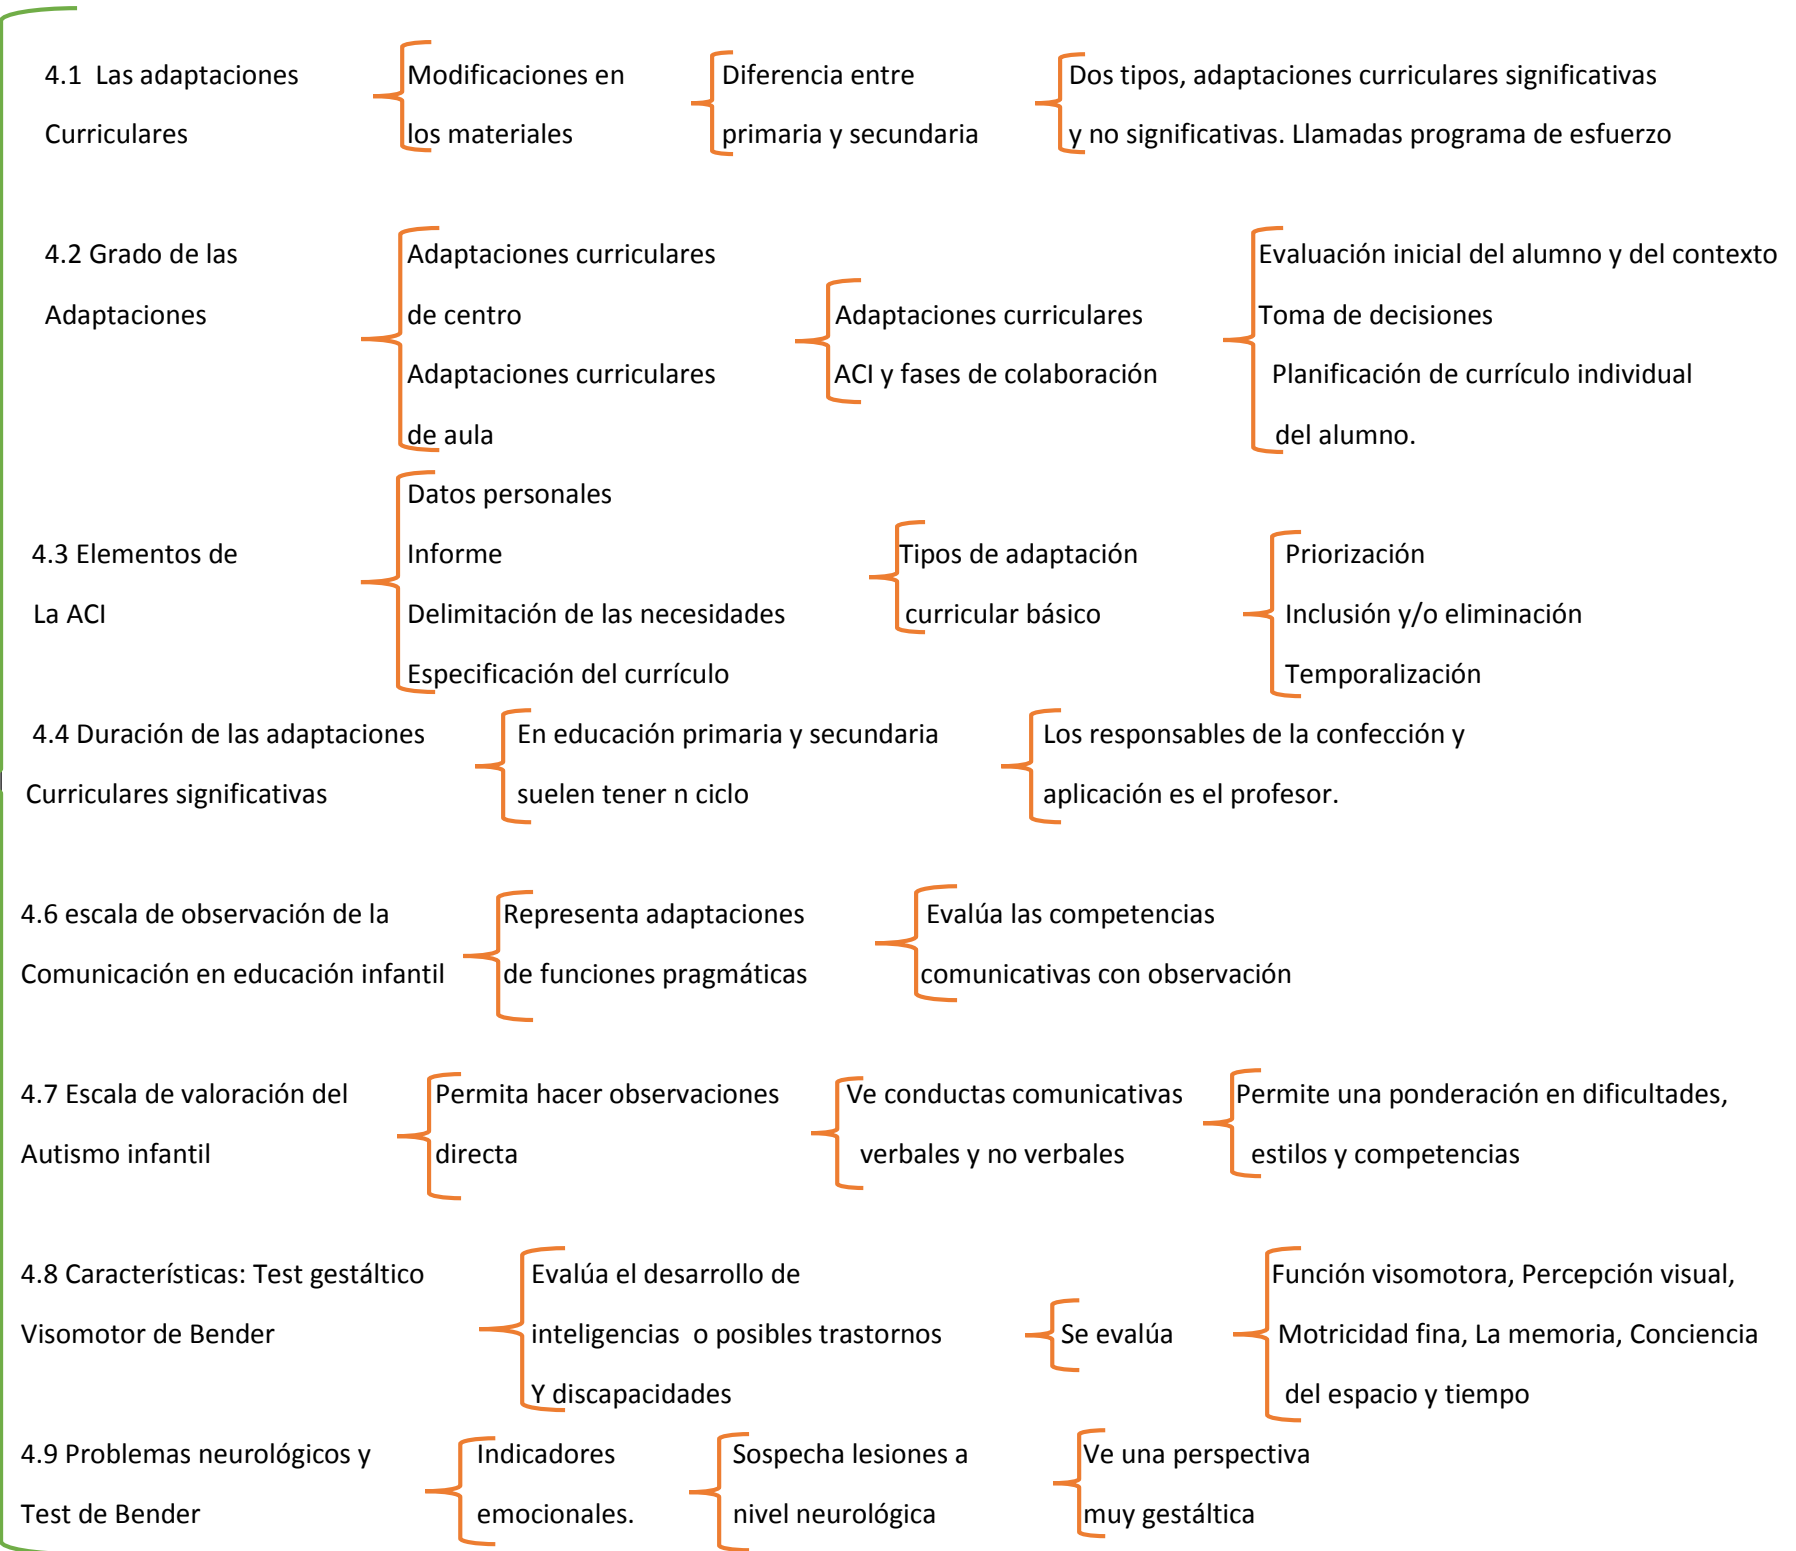 4.1 Las adaptaciones
Curriculares
Modificaciones en
los materiales
Diferencia entre
primaria y secundaria
Dos tipos, adaptaciones curriculares significativas
y no significativas. Llamadas programa de esfuerzo
4.2 Grado de las
Adaptaciones
Adaptaciones curriculares
de centro
Adaptaciones curriculares
de aula
Adaptaciones curriculares
ACI y fases de colaboración
Evaluación inicial del alumno y del contexto
Toma de decisiones
Planificación de currículo individual
del alumno.
4.3 Elementos de
La ACI
Datos personales
Informe
Delimitación de las necesidades
Especificación del currículo
Tipos de adaptación
curricular básico
Priorización
Inclusión y/o eliminación
Temporalización
4.4 Duración de las adaptaciones
Curriculares significativas
En educación primaria y secundaria
suelen tener n ciclo
Los responsables de la confección y
aplicación es el profesor.
4.6 escala de observación de la
Comunicación en educación infantil
Representa adaptaciones
de funciones pragmáticas
Evalúa las competencias
comunicativas con observación
4.7 Escala de valoración del
Autismo infantil
Permita hacer observaciones
directa
Ve conductas comunicativas
verbales y no verbales
Permite una ponderación en dificultades,
estilos y competencias
4.8 Características: Test gestáltico
Visomotor de Bender
Evalúa el desarrollo de
inteligencias o posibles trastornos
Y discapacidades
Se evalúa
Función visomotora, Percepción visual,
Motricidad fina, La memoria, Conciencia
del espacio y tiempo
4.9 Problemas neurológicos y
Test de Bender
Indicadores
emocionales.
Sospecha lesiones a
nivel neurológica
Ve una perspectiva
muy gestáltica